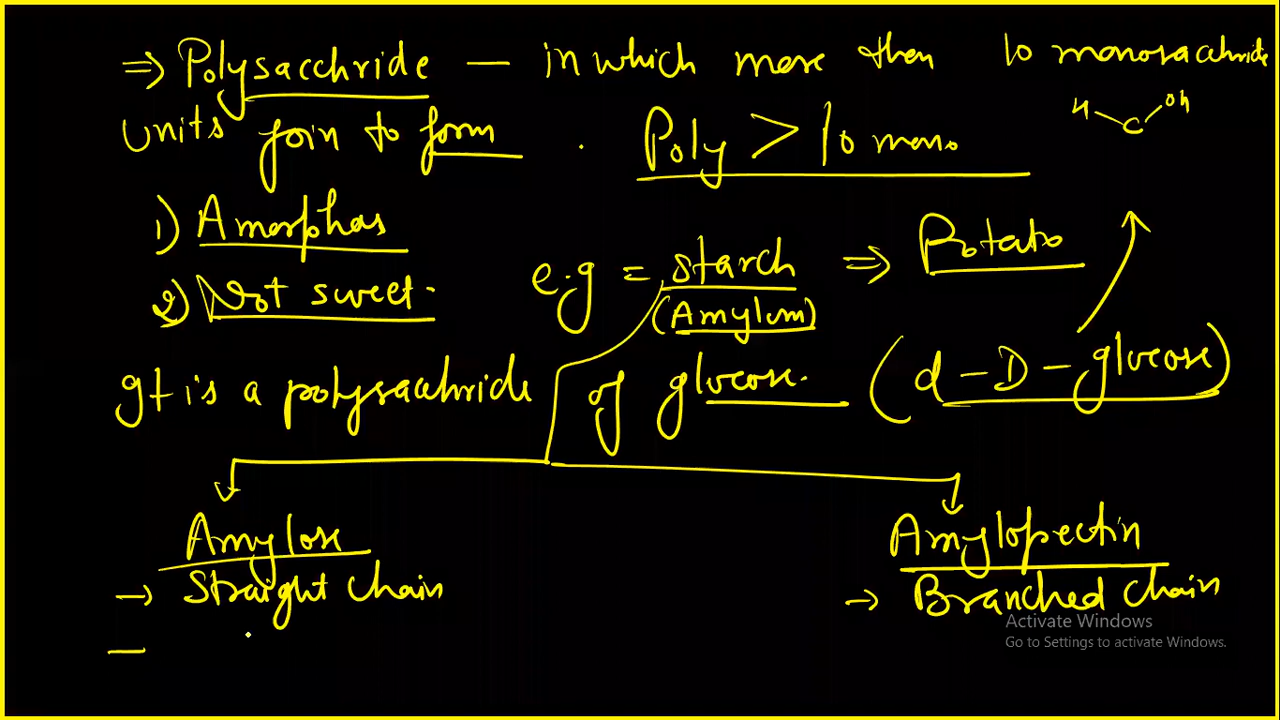 ⇒ Polysacchride — in which more then 10 monosacchride
units join to form . Poly > 10 mono
H C OH
1) Amorphas
2) Not sweet.
e.g = starch ⇒ Potato
(Amylum)
It is a polysacchride of glucose. (α-D-glucose)
Amylose Amylopectin
→ Straight chain → Branched chain
Activate Windows
Go to Settings to activate Windows.